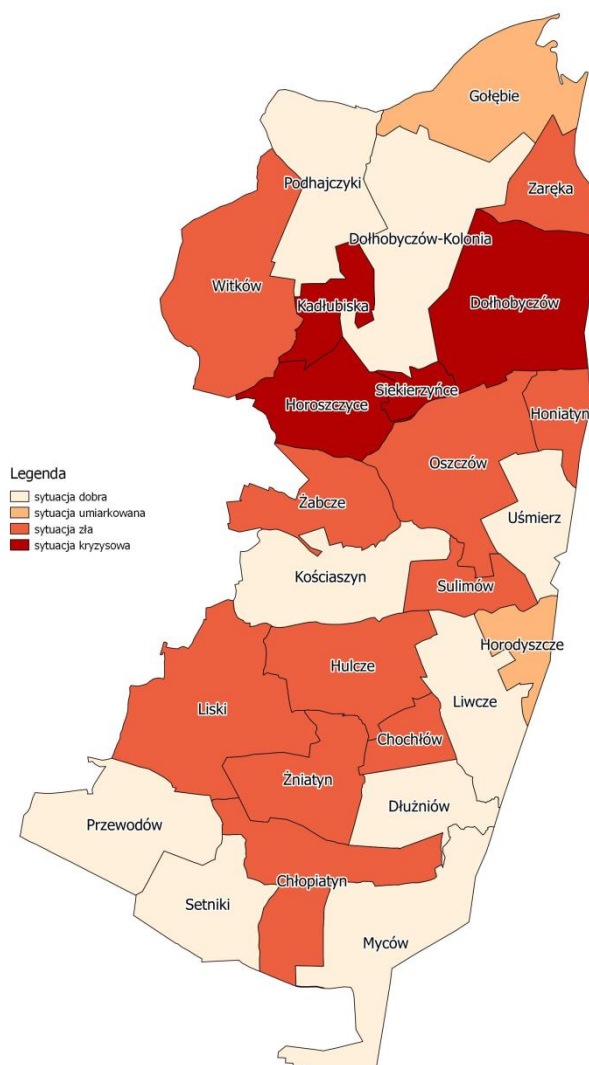 Gołębie
Podhajczyki
Zaręka
Dołhobyczów-Kolonia
Witków
Kadłubiska
Dołhobyczów
Siekierzyńce
Horoszczyce
Honiatyn
Oszczów
Legenda
sytuacja dobra
sytuacja umiarkowana
sytuacja zła
sytuacja kryzysowa
Żabcze
Uśmierz
Kościaszyn
Sulimów
Horodyszcze
Hulcze
Liwcze
Liski
Chochłów
Żniatyn
Dłużniów
Przewodów
Chłopiatyn
Setniki
Myców